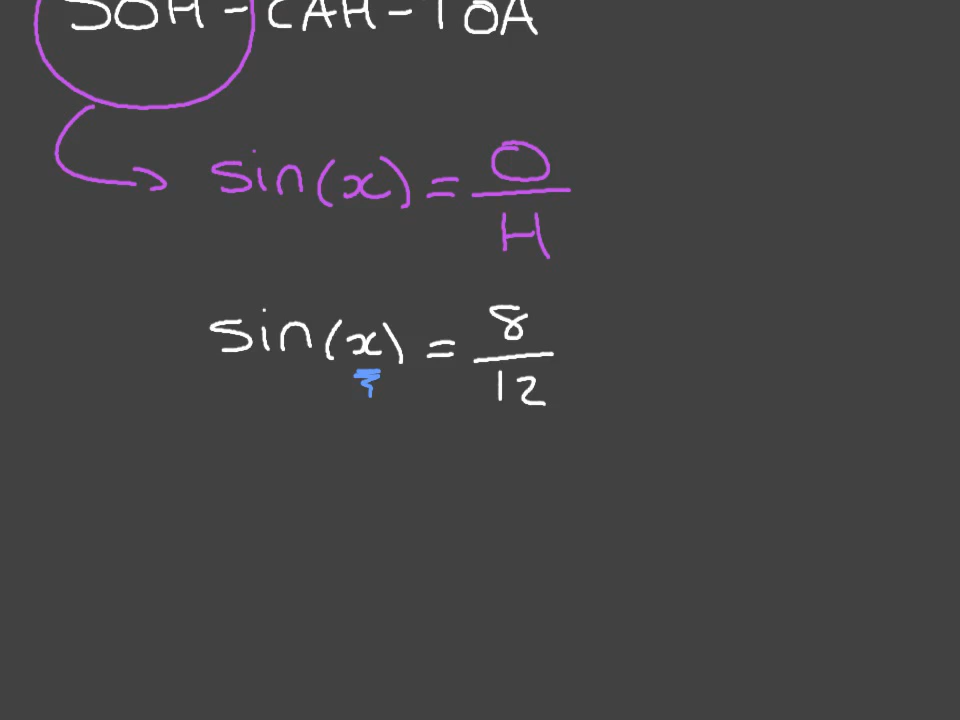 SOH - CAH - TOA
sin(x) = O/H
sin(x) = 8/12